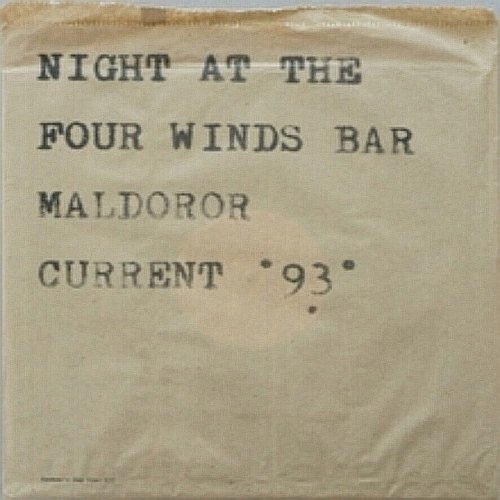 NIGHT AT THE
FOUR WINDS BAR
MALDOROR
CURRENT "93"